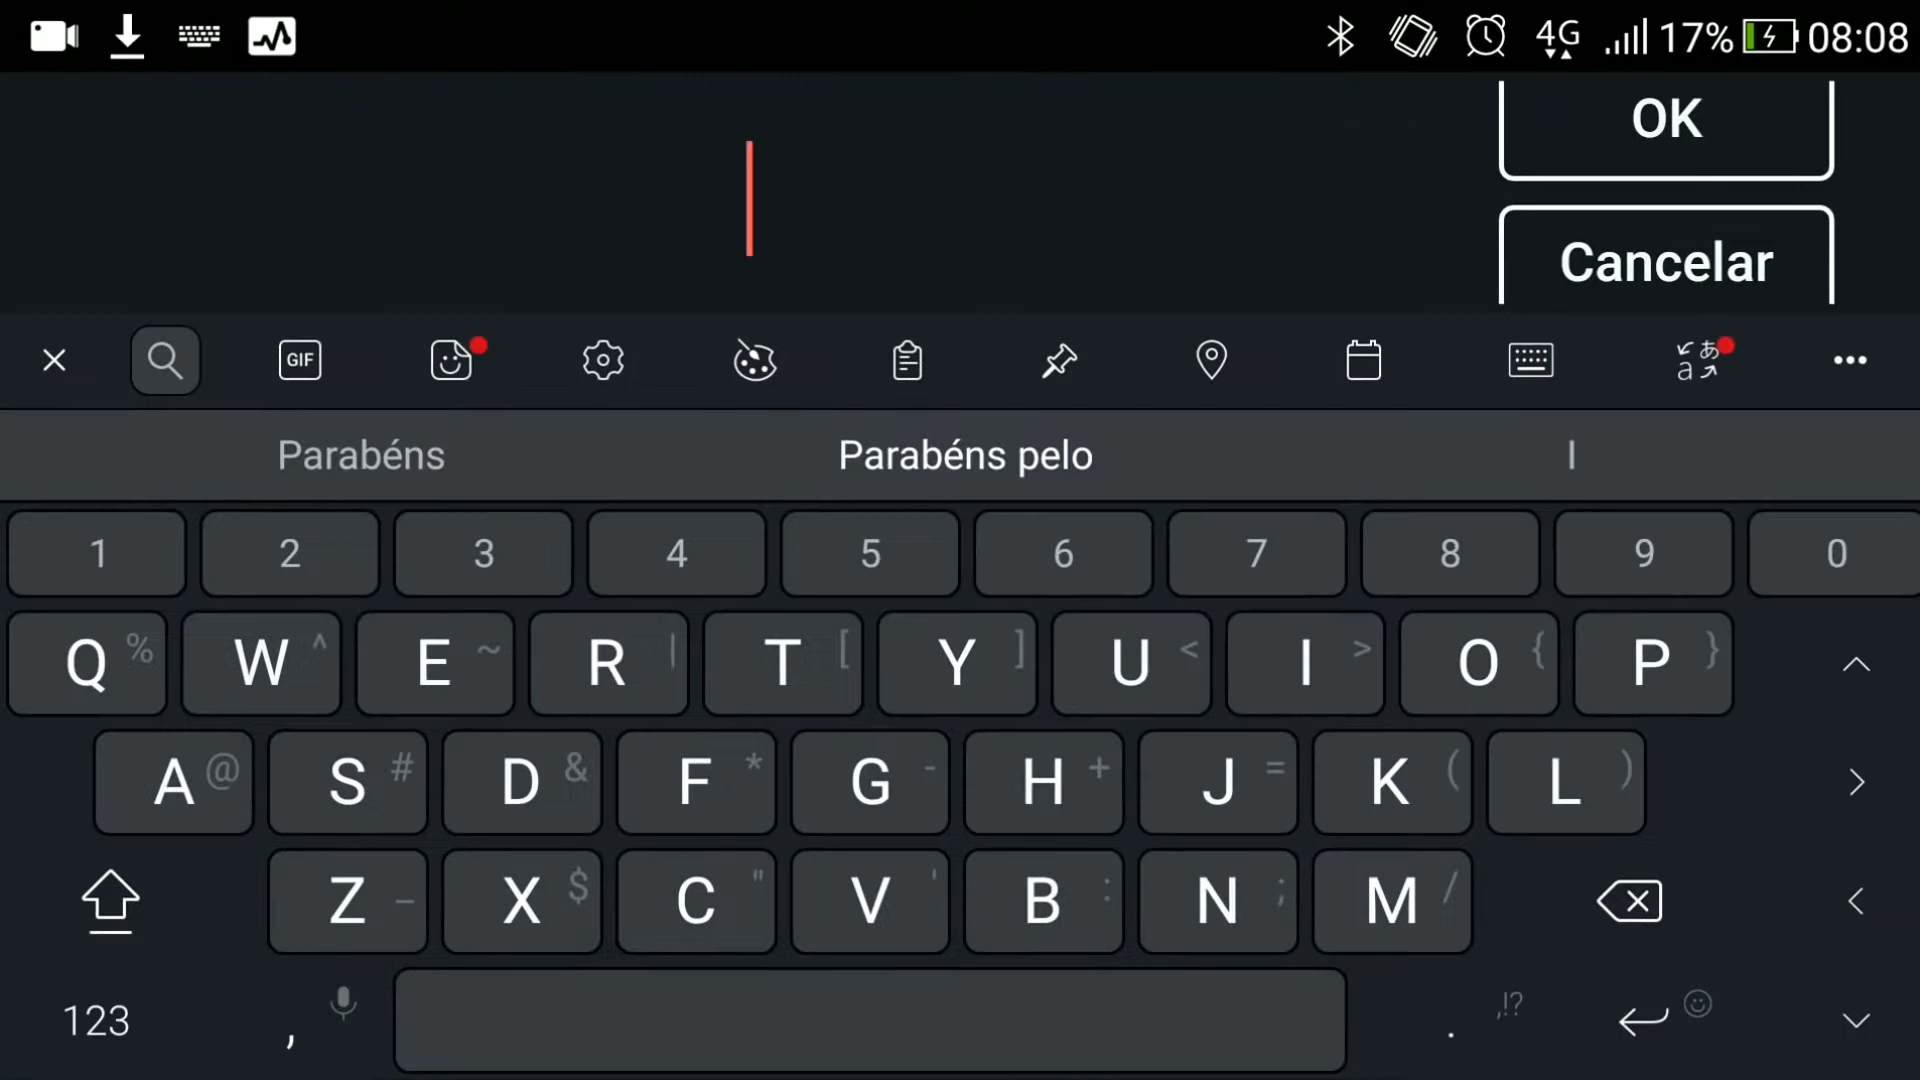 4G 17% 08:08
OK
Cancelar
GIF
あ
a
Parabéns Parabéns pelo I
1 2 3 4 5 6 7 8 9 0
Q % W ^ E ~ R | T [ Y ] U < I > O { P }
A @ S # D & F * G - H + J = K ( L )
Z _ X $ C " V ' B : N ; M /
123 , . ,!?